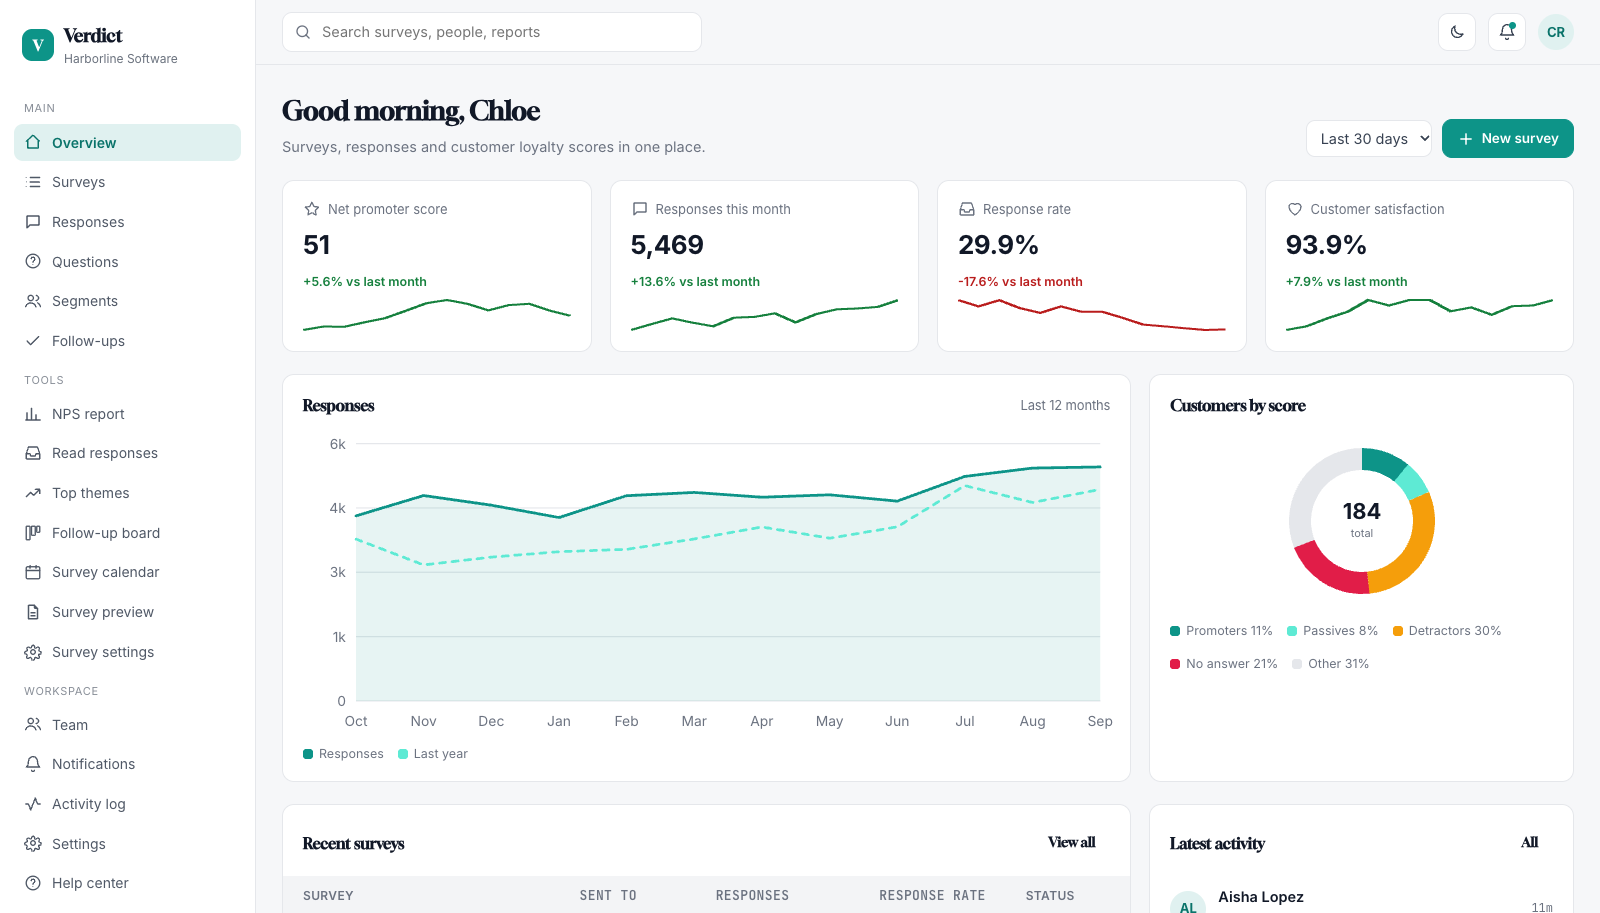 V
Verdict
Harborline Software
MAIN
Overview
Surveys
Responses
Questions
Segments
Follow-ups
TOOLS
NPS report
Read responses
Top themes
Follow-up board
Survey calendar
Survey preview
Survey settings
WORKSPACE
Team
Notifications
Activity log
Settings
Help center
Search surveys, people, reports
CR
Good morning, Chloe
Surveys, responses and customer loyalty scores in one place.
Last 30 days
New survey
Net promoter score
51
+5.6% vs last month
Responses this month
5,469
+13.6% vs last month
Response rate
29.9%
-17.6% vs last month
Customer satisfaction
93.9%
+7.9% vs last month
Responses
Last 12 months
6k
4k
3k
1k
0
Oct Nov Dec Jan Feb Mar Apr May Jun Jul Aug Sep
Responses Last year
Customers by score
184
total
Promoters 11% Passives 8% Detractors 30%
No answer 21% Other 31%
Recent surveys
View all
SURVEY SENT TO RESPONSES RESPONSE RATE STATUS
Latest activity
All
AL
Aisha Lopez
11m